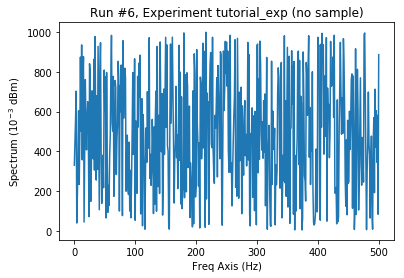 Run #6, Experiment tutorial_exp (no sample)
1000
800
600
400
200
0
Spectrum (10⁻³ dBm)
0 100 200 300 400 500
Freq Axis (Hz)